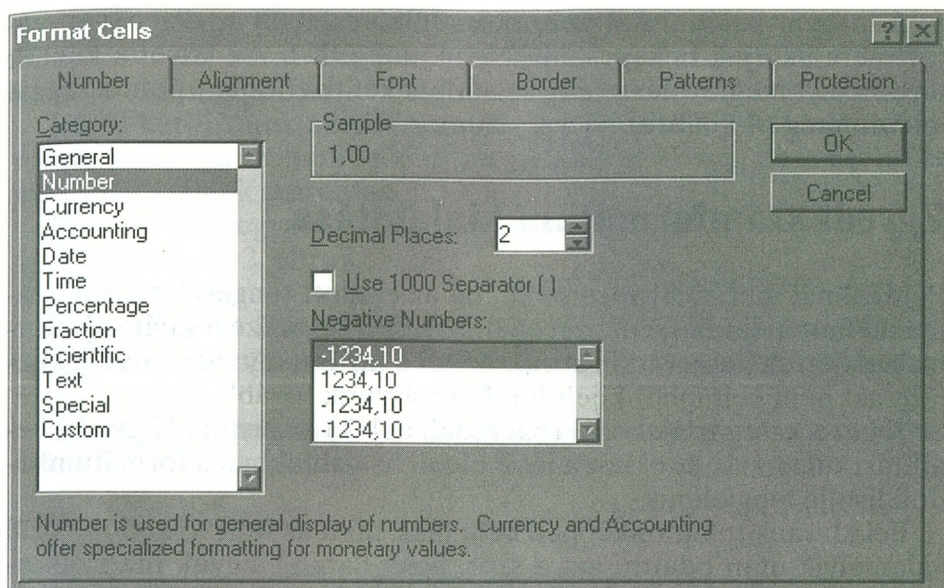 Format Cells
Number Alignment Font Border Patterns Protection
Category:
General
Number
Currency
Accounting
Date
Time
Percentage
Fraction
Scientific
Text
Special
Custom
Sample
1,00
Decimal Places: 2
Use 1000 Separator ( )
Negative Numbers:
-1234,10
1234,10
-1234,10
-1234,10
OK
Cancel
Number is used for general display of numbers. Currency and Accounting
offer specialized formatting for monetary values.